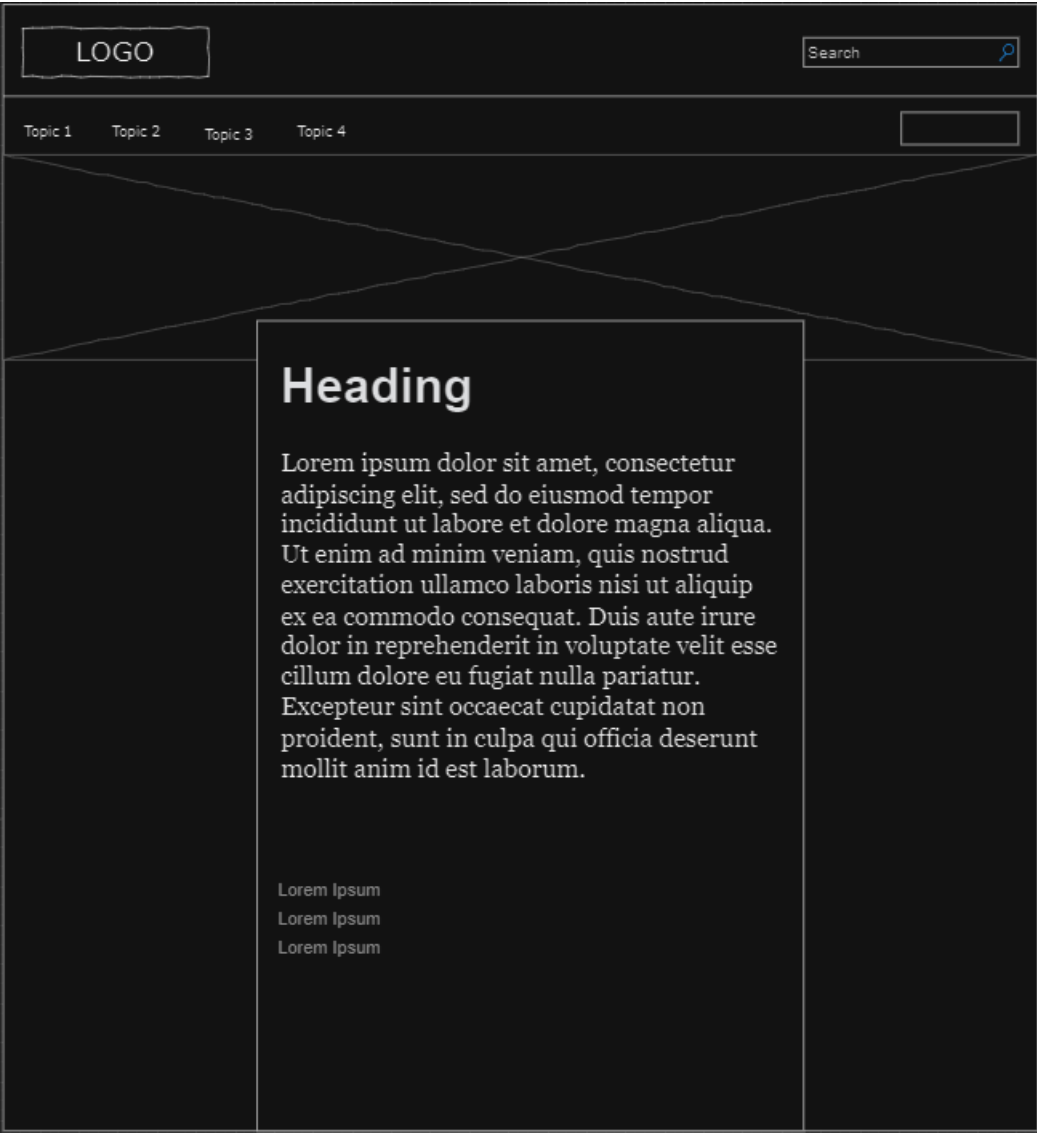 LOGO
Search
Topic 1 Topic 2 Topic 3 Topic 4
Heading
Lorem ipsum dolor sit amet, consectetur
adipiscing elit, sed do eiusmod tempor
incididunt ut labore et dolore magna aliqua.
Ut enim ad minim veniam, quis nostrud
exercitation ullamco laboris nisi ut aliquip
ex ea commodo consequat. Duis aute irure
dolor in reprehenderit in voluptate velit esse
cillum dolore eu fugiat nulla pariatur.
Excepteur sint occaecat cupidatat non
proident, sunt in culpa qui officia deserunt
mollit anim id est laborum.
Lorem Ipsum
Lorem Ipsum
Lorem Ipsum